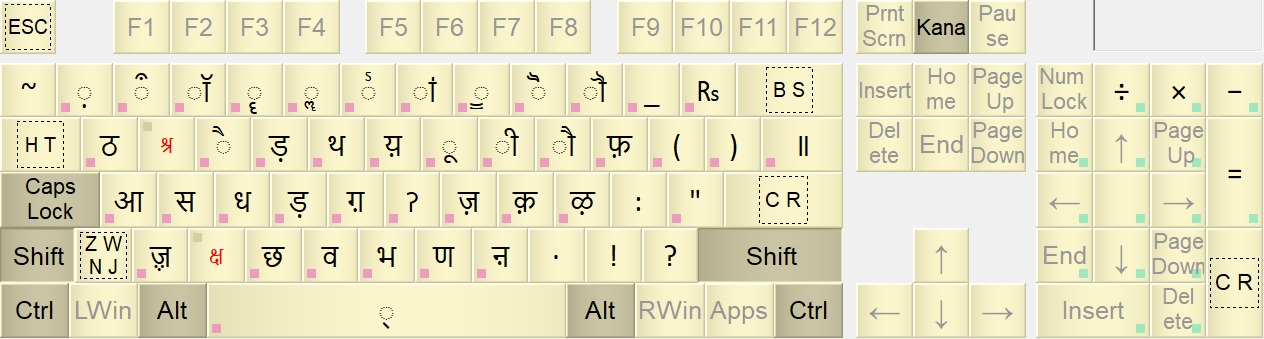 ESC F1 F2 F3 F4 F5 F6 F7 F8 F9 F10 F11 F12 Prnt Scrn Kana Pau se
~ ़ ॉ ॄ ॣ ऽ ां ॗ ॏ _ ₨ B S Insert Ho me Page Up Num Lock ÷ × −
H T ठ श्र ै ड़ थ य़ ू ी ौ फ़ ( ) ॥ Del ete End Page Down Ho me ↑ Page Up =
Caps Lock आ स ध ड़ ग़ ॽ ज़ क़ ऴ : " C R ← →
Shift Z W N J क्ष छ व भ ण ऩ · ! ? Shift ↑ End ↓ Page Down C R
Ctrl LWin Alt ् Alt RWin Apps Ctrl ← ↓ → Insert Del ete